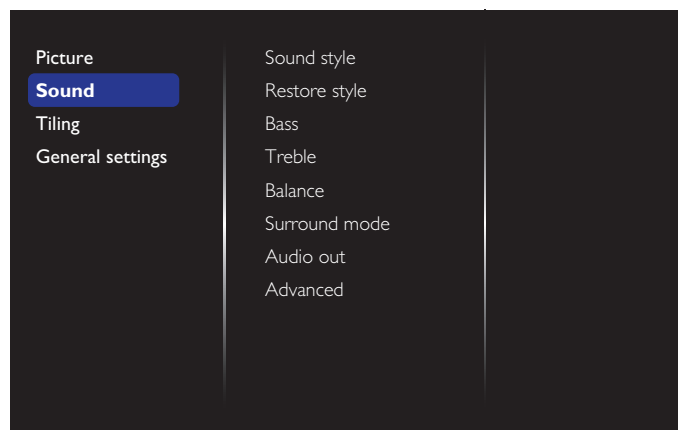 Picture
Sound
Tiling
General settings
Sound style
Restore style
Bass
Treble
Balance
Surround mode
Audio out
Advanced